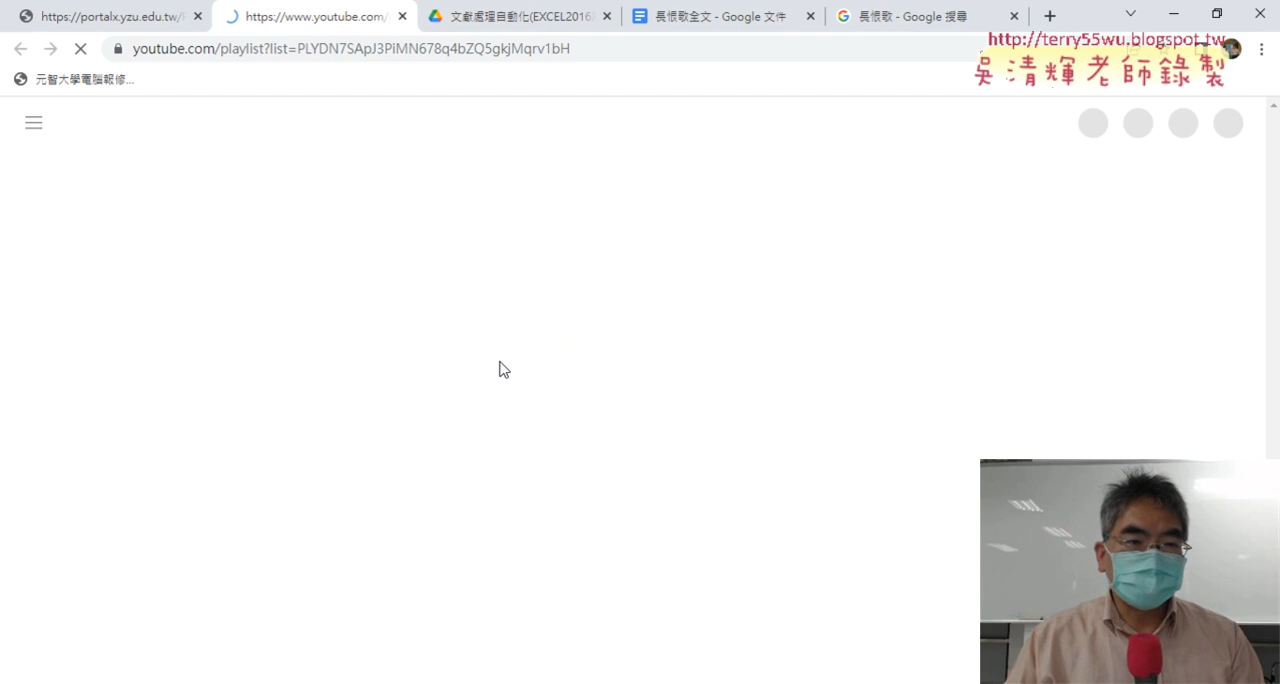 https://portalx.yzu.edu.tw/
https://www.youtube.com/
文獻處理自動化(EXCEL2016
長恨歌全文 - Google 文件
長恨歌 - Google 搜尋
youtube.com/playlist?list=PLYDN7SApJ3PiMN678q4bZQ5gkjMqrv1bH
http://terry55wu.blogspot.tw
元智大學電腦報修...
吳清輝老師錄製